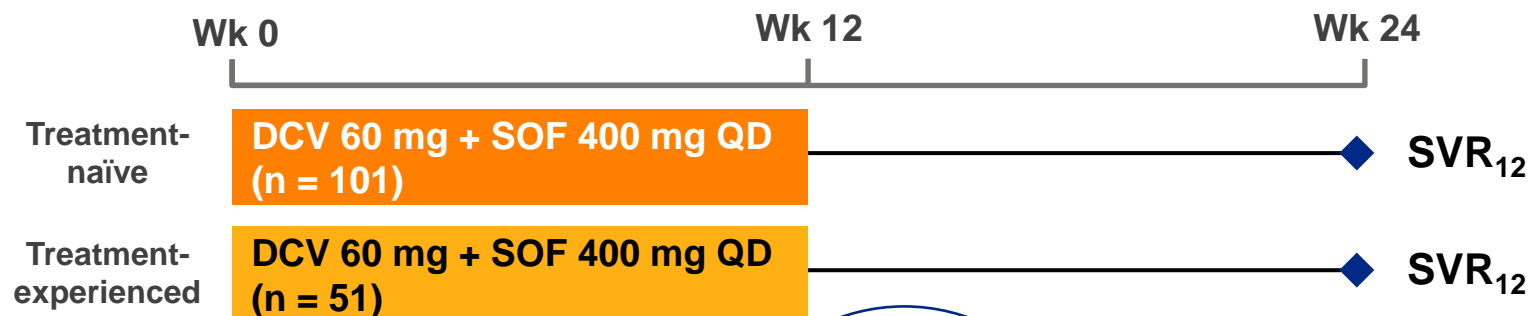 Wk 0 Wk 12 Wk 24
Treatment-
naïve
DCV 60 mg + SOF 400 mg QD
(n = 101)
SVR₁₂
Treatment-
experienced
DCV 60 mg + SOF 400 mg QD
(n = 51)
SVR₁₂